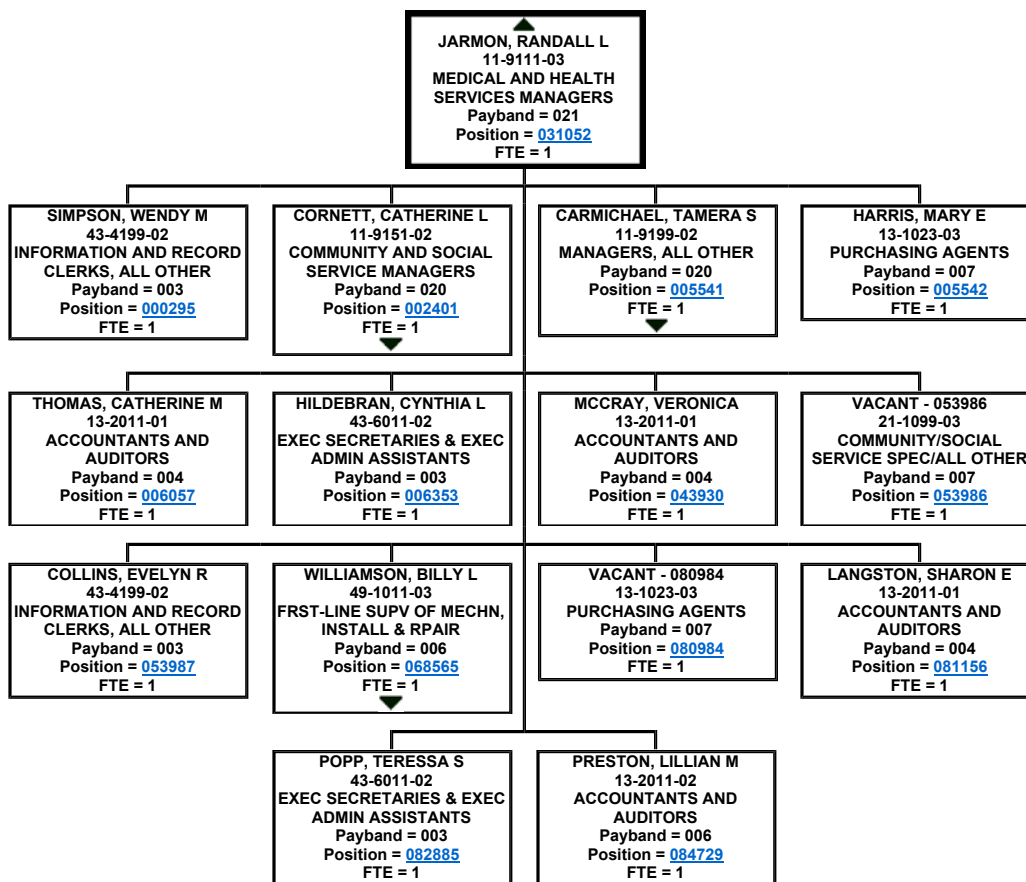 JARMON, RANDALL L
11-9111-03
MEDICAL AND HEALTH
SERVICES MANAGERS
Payband = 021
Position = 031052
FTE = 1
SIMPSON, WENDY M
43-4199-02
INFORMATION AND RECORD
CLERKS, ALL OTHER
Payband = 003
Position = 000295
FTE = 1
CORNETT, CATHERINE L
11-9151-02
COMMUNITY AND SOCIAL
SERVICE MANAGERS
Payband = 020
Position = 002401
FTE = 1
CARMICHAEL, TAMERA S
11-9199-02
MANAGERS, ALL OTHER
Payband = 020
Position = 005541
FTE = 1
HARRIS, MARY E
13-1023-03
PURCHASING AGENTS
Payband = 007
Position = 005542
FTE = 1
THOMAS, CATHERINE M
13-2011-01
ACCOUNTANTS AND
AUDITORS
Payband = 004
Position = 006057
FTE = 1
HILDEBRAN, CYNTHIA L
43-6011-02
EXEC SECRETARIES & EXEC
ADMIN ASSISTANTS
Payband = 003
Position = 006353
FTE = 1
MCCRAY, VERONICA
13-2011-01
ACCOUNTANTS AND
AUDITORS
Payband = 004
Position = 043930
FTE = 1
VACANT - 053986
21-1099-03
COMMUNITY/SOCIAL
SERVICE SPEC/ALL OTHER
Payband = 007
Position = 053986
FTE = 1
COLLINS, EVELYN R
43-4199-02
INFORMATION AND RECORD
CLERKS, ALL OTHER
Payband = 003
Position = 053987
FTE = 1
WILLIAMSON, BILLY L
49-1011-03
FRST-LINE SUPV OF MECHN,
INSTALL & RPAIR
Payband = 006
Position = 068565
FTE = 1
VACANT - 080984
13-1023-03
PURCHASING AGENTS
Payband = 007
Position = 080984
FTE = 1
LANGSTON, SHARON E
13-2011-01
ACCOUNTANTS AND
AUDITORS
Payband = 004
Position = 081156
FTE = 1
POPP, TERESSA S
43-6011-02
EXEC SECRETARIES & EXEC
ADMIN ASSISTANTS
Payband = 003
Position = 082885
FTE = 1
PRESTON, LILLIAN M
13-2011-02
ACCOUNTANTS AND
AUDITORS
Payband = 006
Position = 084729
FTE = 1